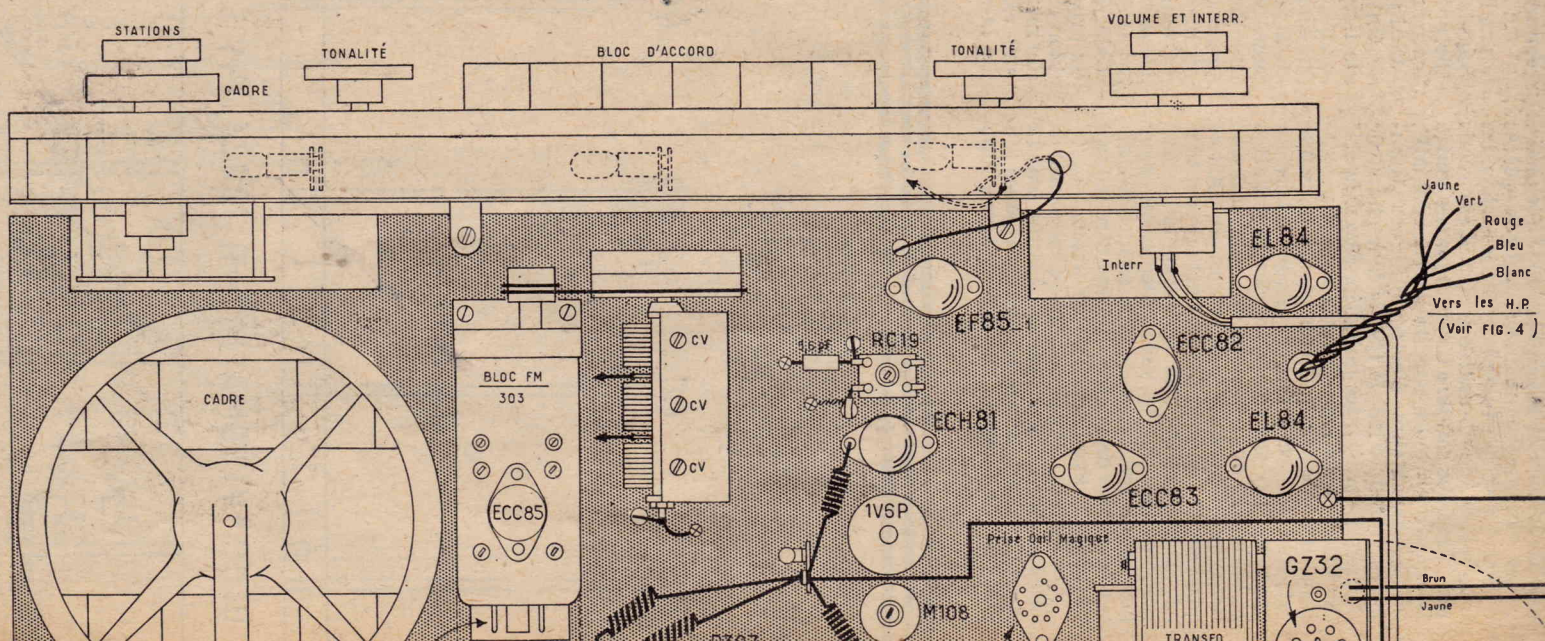 STATIONS
TONALITÉ
CADRE
BLOC D'ACCORD
TONALITÉ
VOLUME ET INTERR.
Jaune
Vert
Rouge
Bleu
Blanc
Vers les H.P.
(Voir FIG. 4)
Interr
EL84
EF85_1
RC19
ECC82
CV
CV
CV
BLOC FM
303
CADRE
ECH81
EL84
ECC83
ECC85
1V6P
Prise Oeil Magique
GZ32
M108
Brun
Jaune
TRANSFO